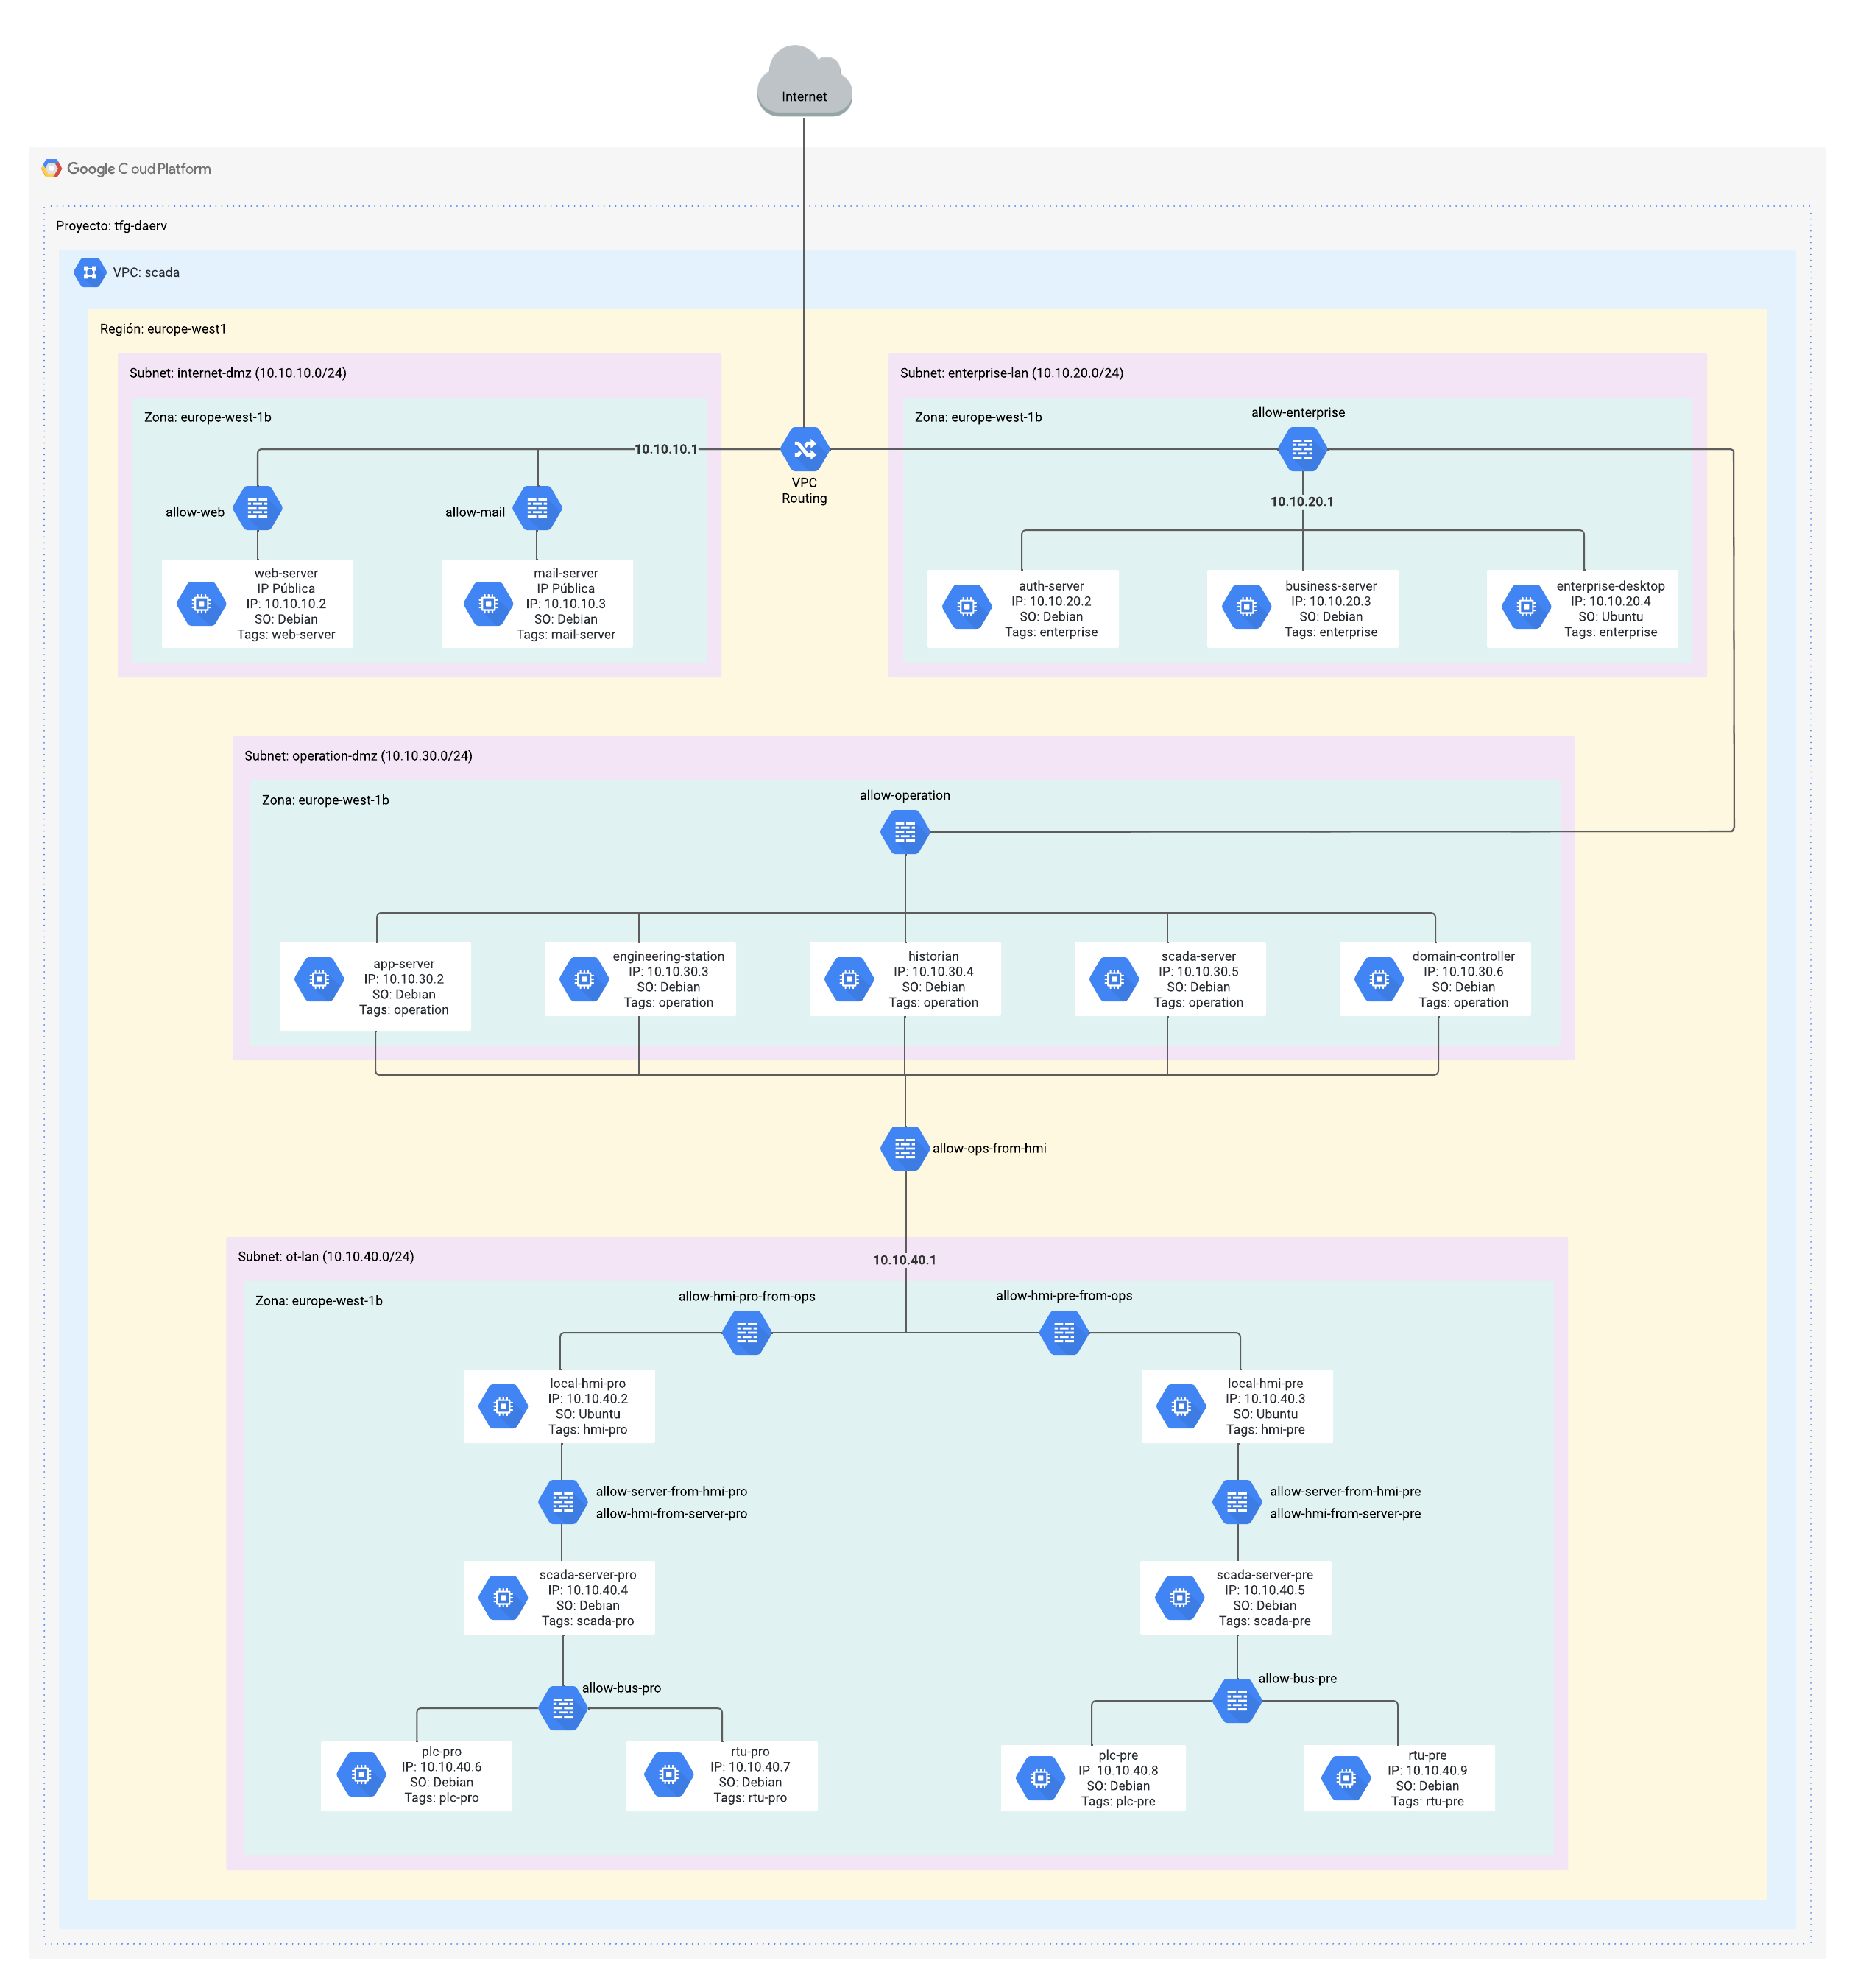 Internet
Google Cloud Platform
Proyecto: tfg-daerv
VPC: scada
Región: europe-west1
Subnet: internet-dmz (10.10.10.0/24)
Zona: europe-west-1b
10.10.10.1
allow-web
allow-mail
web-server
IP Pública
IP: 10.10.10.2
SO: Debian
Tags: web-server
mail-server
IP Pública
IP: 10.10.10.3
SO: Debian
Tags: mail-server
VPC
Routing
Subnet: enterprise-lan (10.10.20.0/24)
Zona: europe-west-1b
allow-enterprise
10.10.20.1
auth-server
IP: 10.10.20.2
SO: Debian
Tags: enterprise
business-server
IP: 10.10.20.3
SO: Debian
Tags: enterprise
enterprise-desktop
IP: 10.10.20.4
SO: Ubuntu
Tags: enterprise
Subnet: operation-dmz (10.10.30.0/24)
Zona: europe-west-1b
allow-operation
app-server
IP: 10.10.30.2
SO: Debian
Tags: operation
engineering-station
IP: 10.10.30.3
SO: Debian
Tags: operation
historian
IP: 10.10.30.4
SO: Debian
Tags: operation
scada-server
IP: 10.10.30.5
SO: Debian
Tags: operation
domain-controller
IP: 10.10.30.6
SO: Debian
Tags: operation
allow-ops-from-hmi
Subnet: ot-lan (10.10.40.0/24)
10.10.40.1
Zona: europe-west-1b
allow-hmi-pro-from-ops
allow-hmi-pre-from-ops
local-hmi-pro
IP: 10.10.40.2
SO: Ubuntu
Tags: hmi-pro
local-hmi-pre
IP: 10.10.40.3
SO: Ubuntu
Tags: hmi-pre
allow-server-from-hmi-pro
allow-hmi-from-server-pro
allow-server-from-hmi-pre
allow-hmi-from-server-pre
scada-server-pro
IP: 10.10.40.4
SO: Debian
Tags: scada-pro
scada-server-pre
IP: 10.10.40.5
SO: Debian
Tags: scada-pre
allow-bus-pro
allow-bus-pre
plc-pro
IP: 10.10.40.6
SO: Debian
Tags: plc-pro
rtu-pro
IP: 10.10.40.7
SO: Debian
Tags: rtu-pro
plc-pre
IP: 10.10.40.8
SO: Debian
Tags: plc-pre
rtu-pre
IP: 10.10.40.9
SO: Debian
Tags: rtu-pre